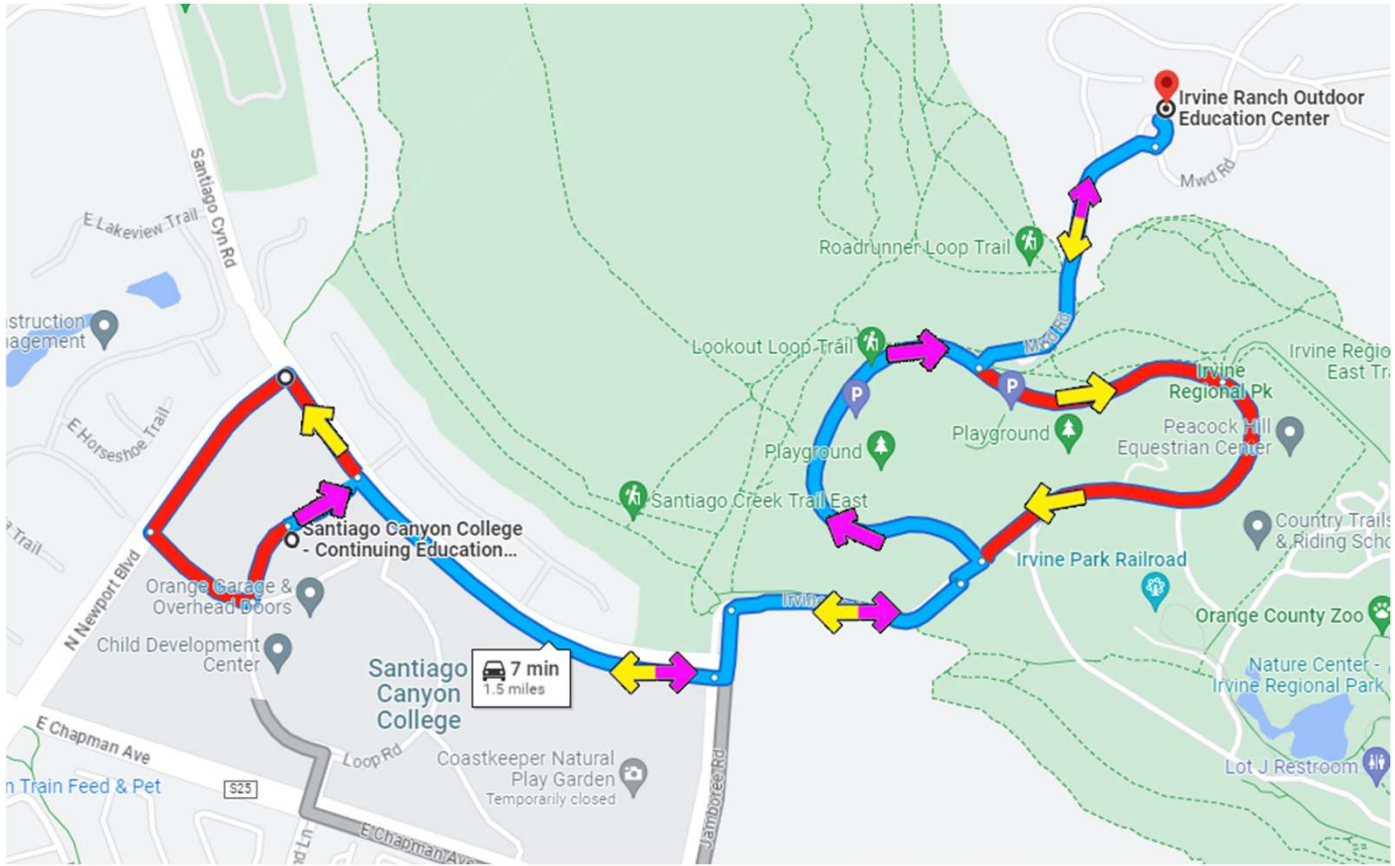 Irvine Ranch Outdoor
Education Center
Mwd Rd
Santiago Cyn Rd
E Lakeview Trail
Roadrunner Loop Trail
nstruction
nagement
Lookout Loop Trail
Mwd Rd
P
P
Irvine Regio
East Tra
Irvine
Regional Pk
E Horseshoe Trail
Playground
Playground
Peacock Hill
Equestrian Center
Santiago Creek Trail East
a Trail
Santiago Canyon College
- Continuing Education...
Country Trails
& Riding Scho
Irvine Park Railroad
Orange Garage &
Overhead Doors
N Newport Blvd
Irvine
Orange County Zoo
Child Development
Center
Santiago
Canyon
College
7 min
1.5 miles
Nature Center -
Irvine Regional Park
E Chapman Ave
Loop Rd
Coastkeeper Natural
Play Garden
Temporarily closed
Jamboree Rd
Lot J Restroom
n Train Feed & Pet
S25
E Chapman Ave
nd Ln